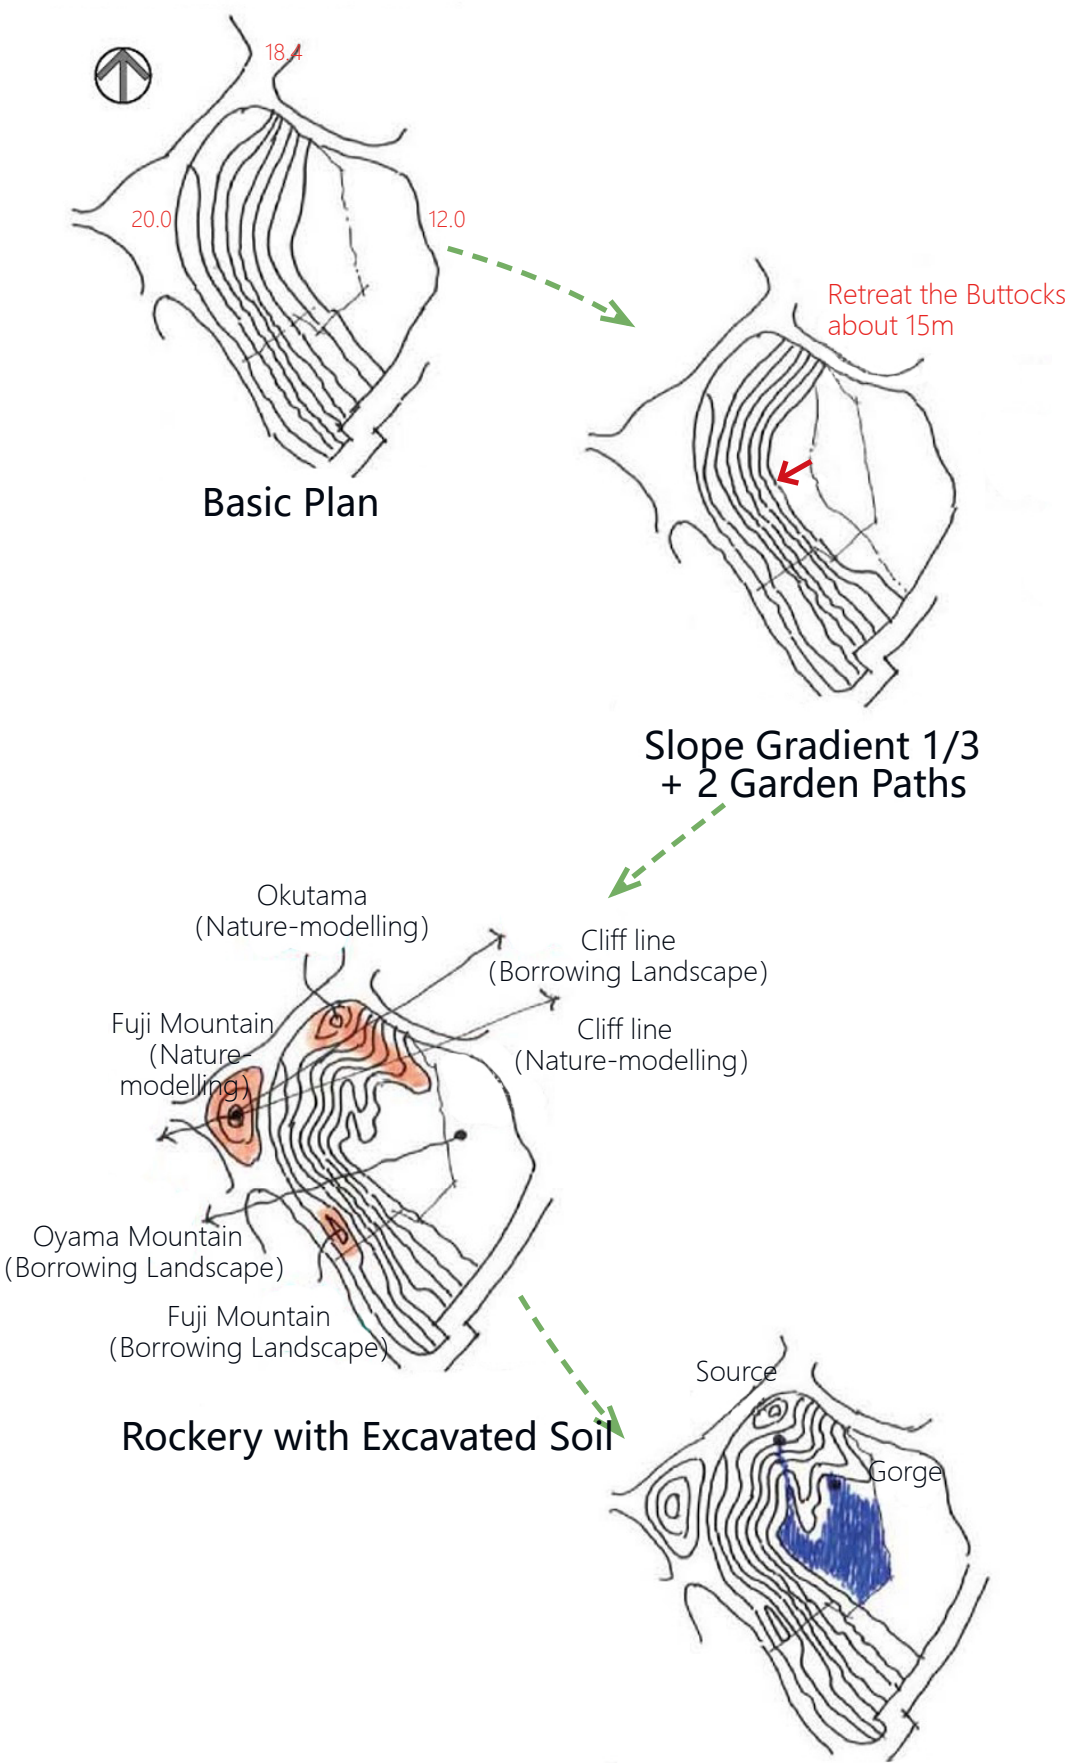 18.4
20.0
12.0
Basic Plan
Retreat the Buttocks
about 15m
Slope Gradient 1/3
+ 2 Garden Paths
Okutama
(Nature-modelling)
Cliff line
(Borrowing Landscape)
Cliff line
(Nature-modelling)
Fuji Mountain
(Nature-
modelling)
Oyama Mountain
(Borrowing Landscape)
Fuji Mountain
(Borrowing Landscape)
Rockery with Excavated Soil
Source
Gorge